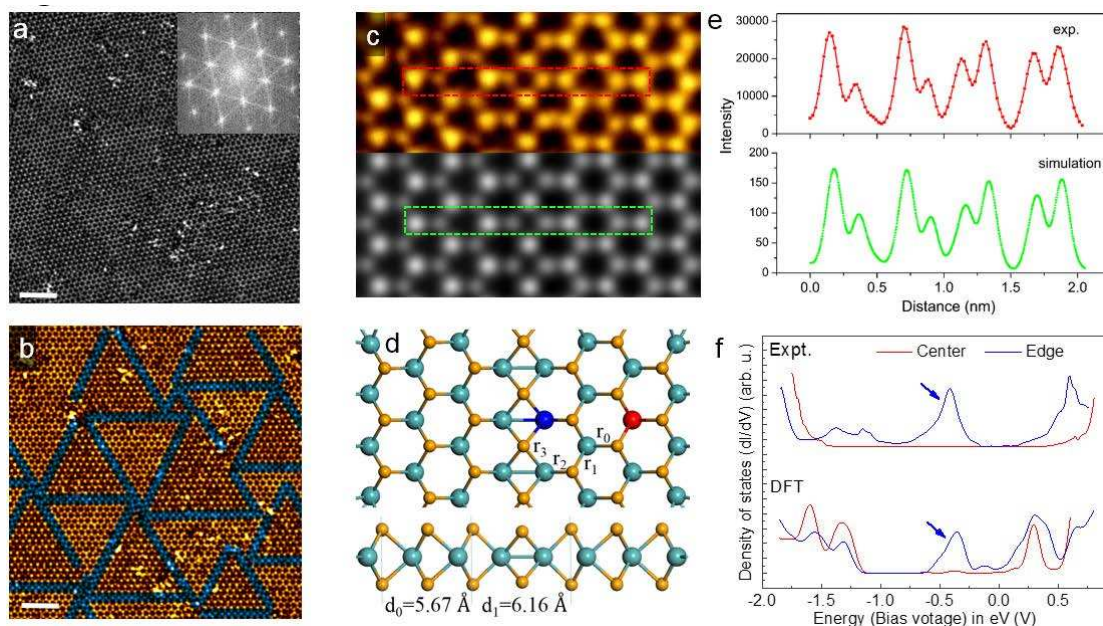 a
b
c
d
r₀
r₃
r₂
r₁
d₀=5.67 Å d₁=6.16 Å
e
30000
exp.
20000
10000
0
Intensity
200
simulation
150
100
50
0
0.0 0.5 1.0 1.5 2.0
Distance (nm)
f
Expt. Center Edge
DFT
Density of states (dI/dV) (arb. u.)
-2.0 -1.5 -1.0 -0.5 0.0 0.5
Energy (Bias votage) in eV (V)